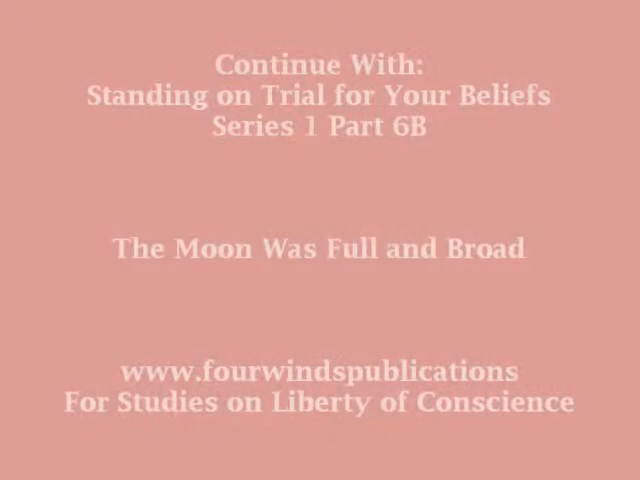 Continue With:
Standing on Trial for Your Beliefs
Series 1 Part 6B
The Moon Was Full and Broad
www.fourwindspublications
For Studies on Liberty of Conscience